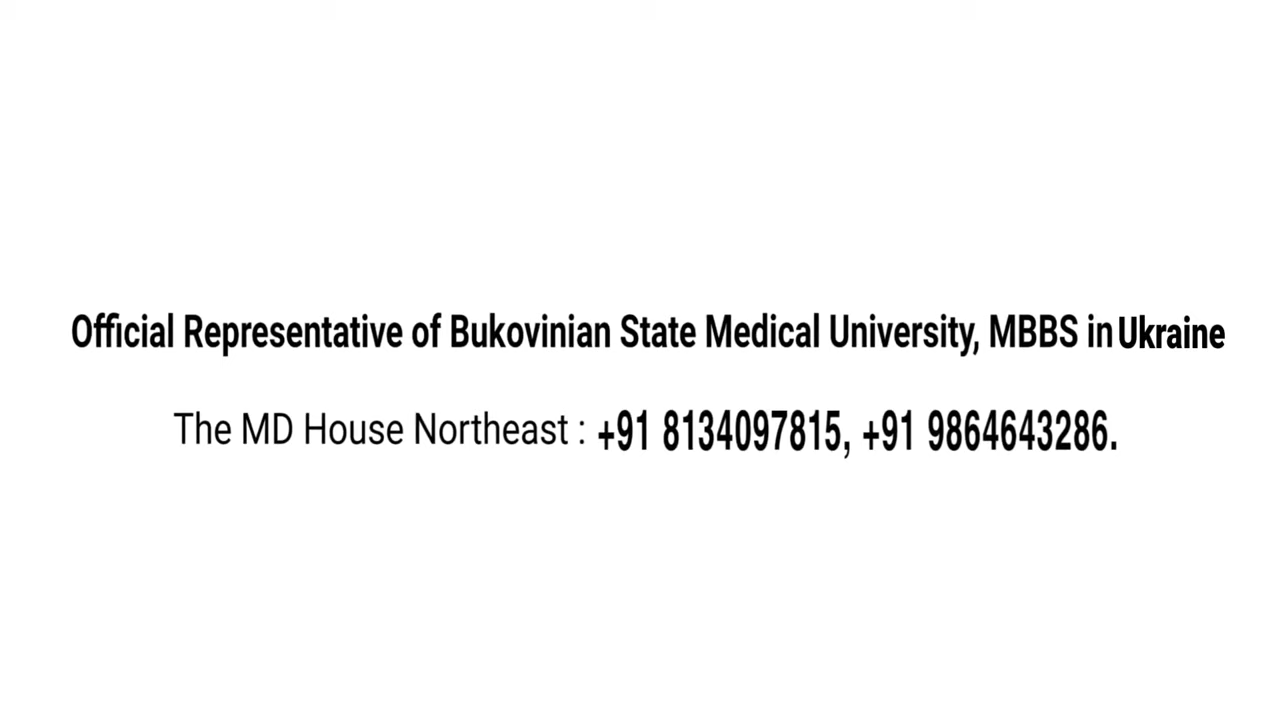 Official Representative of Bukovinian State Medical University, MBBS in Ukraine
The MD House Northeast : +91 8134097815, +91 9864643286.